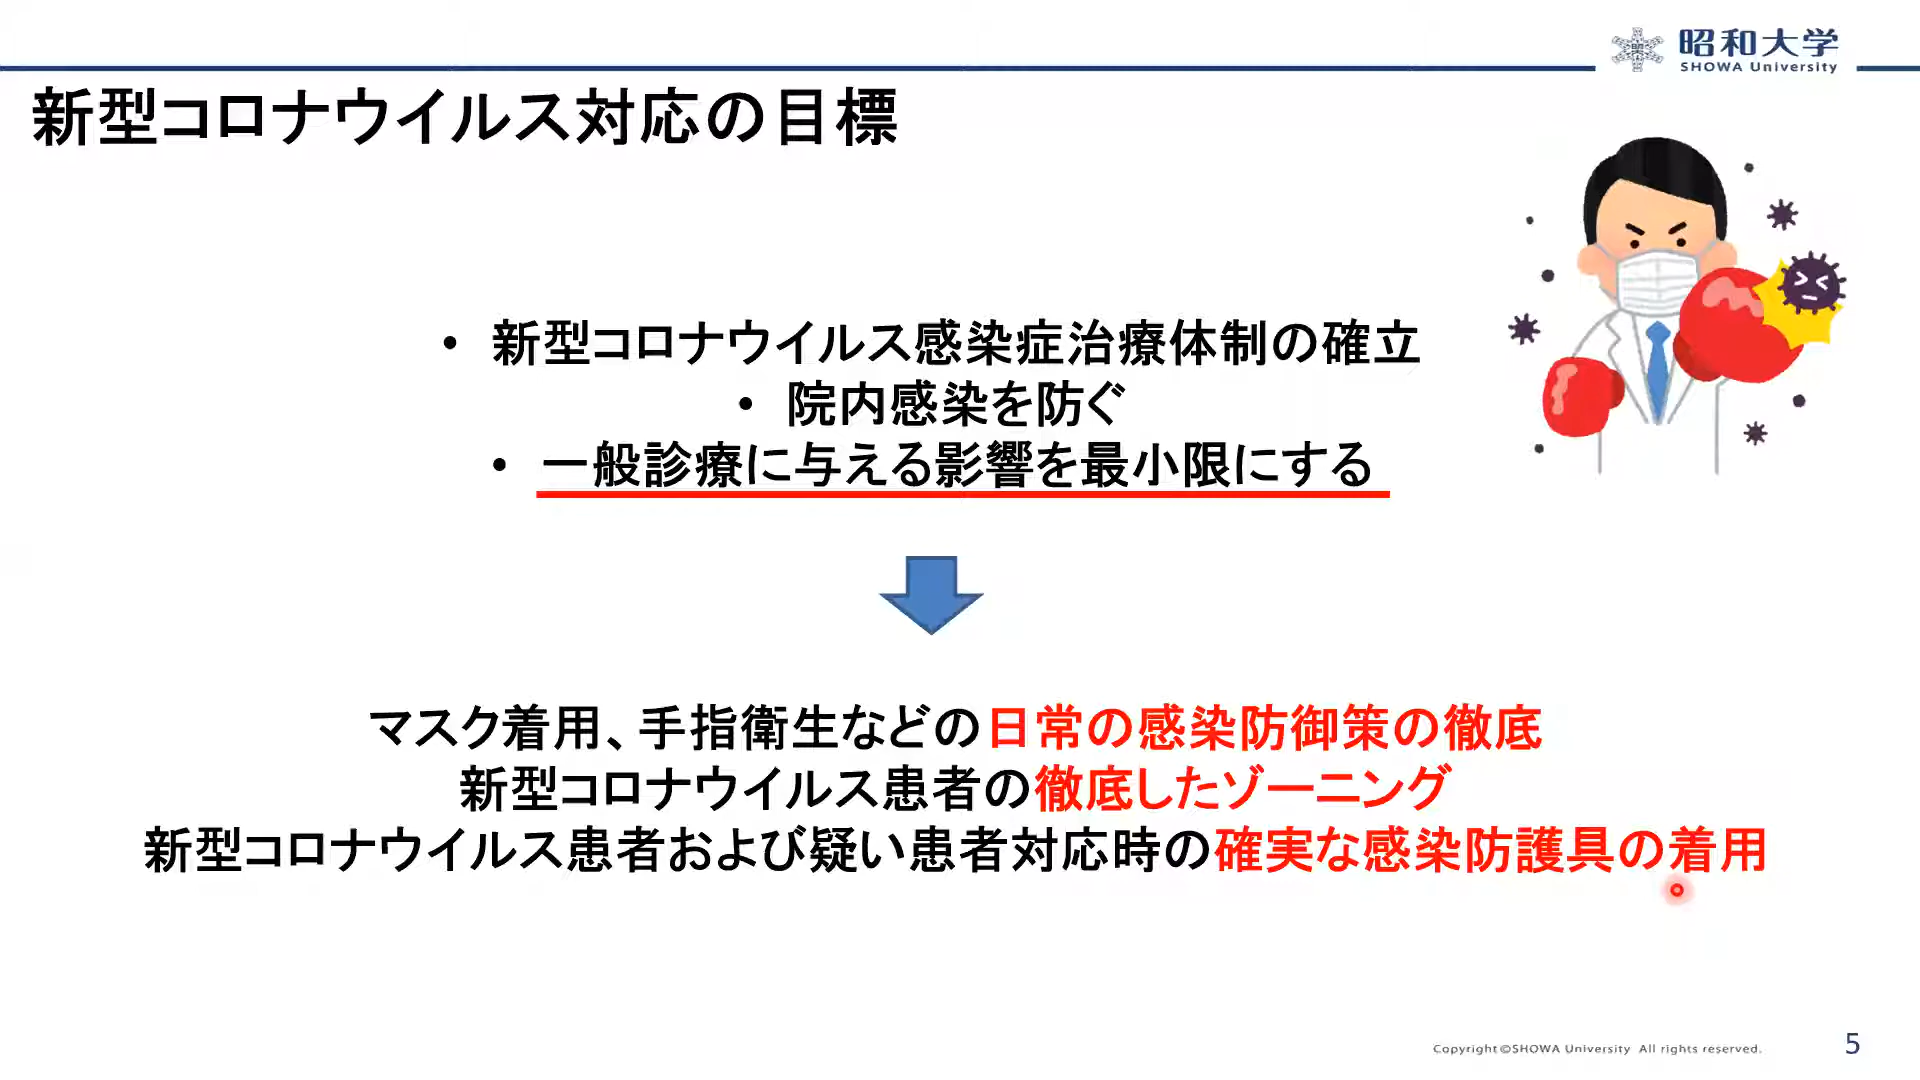 昭和大学
SHOWA University
新型コロナウイルス対応の目標
• 新型コロナウイルス感染症治療体制の確立
• 院内感染を防ぐ
• 一般診療に与える影響を最小限にする
マスク着用、手指衛生などの日常の感染防御策の徹底
新型コロナウイルス患者の徹底したゾーニング
新型コロナウイルス患者および疑い患者対応時の確実な感染防護具の着用
Copyright©SHOWA University All rights reserved.
5